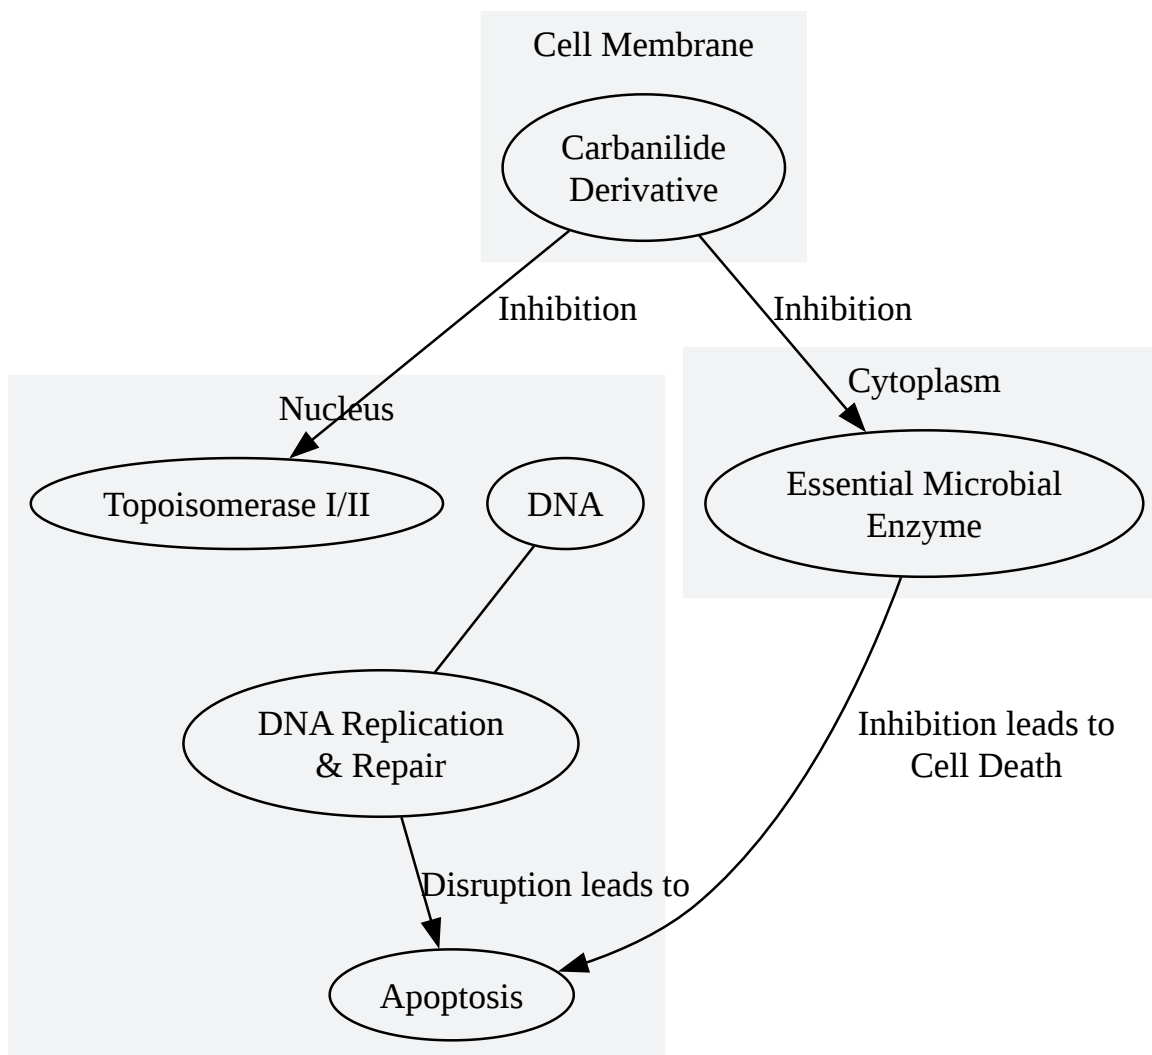 Cell Membrane
Carbanilide
Derivative
Inhibition
Inhibition
Cytoplasm
Nucleus
Topoisomerase I/II
DNA
Essential Microbial
Enzyme
DNA Replication
& Repair
Inhibition leads to
Cell Death
Disruption leads to
Apoptosis